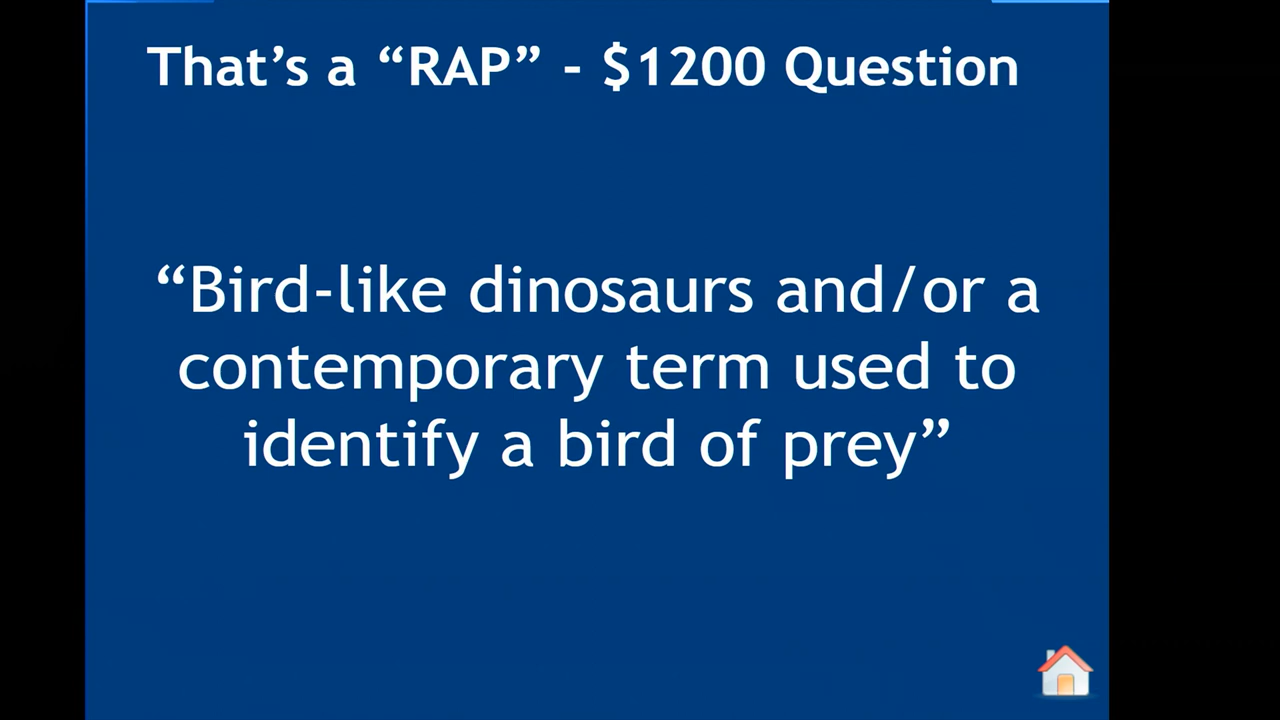 That’s a “RAP” - $1200 Question
“Bird-like dinosaurs and/or a
contemporary term used to
identify a bird of prey”